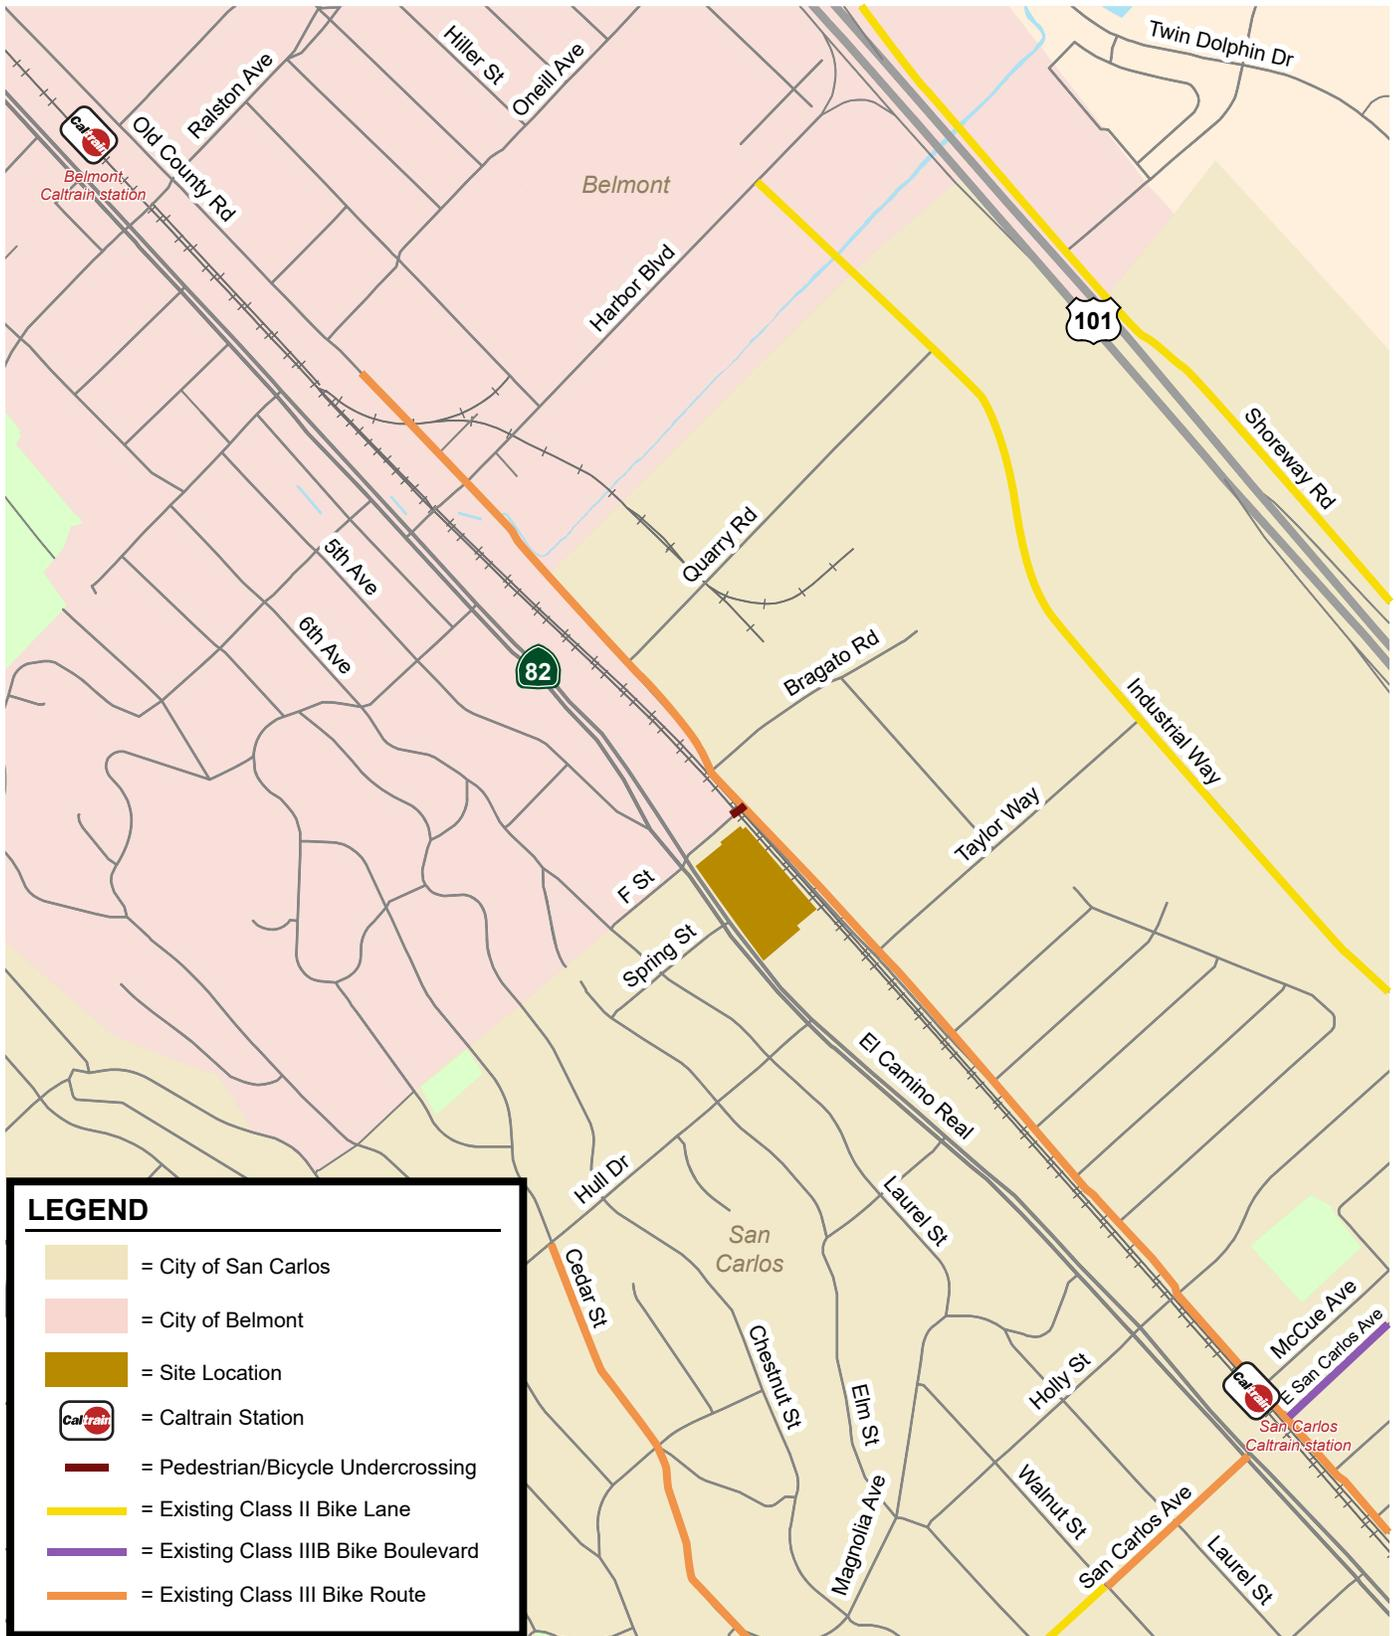 Twin Dolphin Dr
Hiller St
Oneill Ave
Ralston Ave
Caltrain
Old County Rd
Belmont
Caltrain station
Belmont
Harbor Blvd
101
Shoreway Rd
Quarry Rd
5th Ave
6th Ave
82
Bragato Rd
Industrial Way
Taylor Way
F St
Spring St
El Camino Real
Hull Dr
Laurel St
San
Carlos
Cedar St
McCue Ave
E San Carlos Ave
Chestnut St
Elm St
Holly St
Caltrain
San Carlos
Caltrain station
Walnut St
Magnolia Ave
San Carlos Ave
Laurel St
LEGEND
= City of San Carlos
= City of Belmont
= Site Location
Caltrain = Caltrain Station
= Pedestrian/Bicycle Undercrossing
= Existing Class II Bike Lane
= Existing Class IIIB Bike Boulevard
= Existing Class III Bike Route